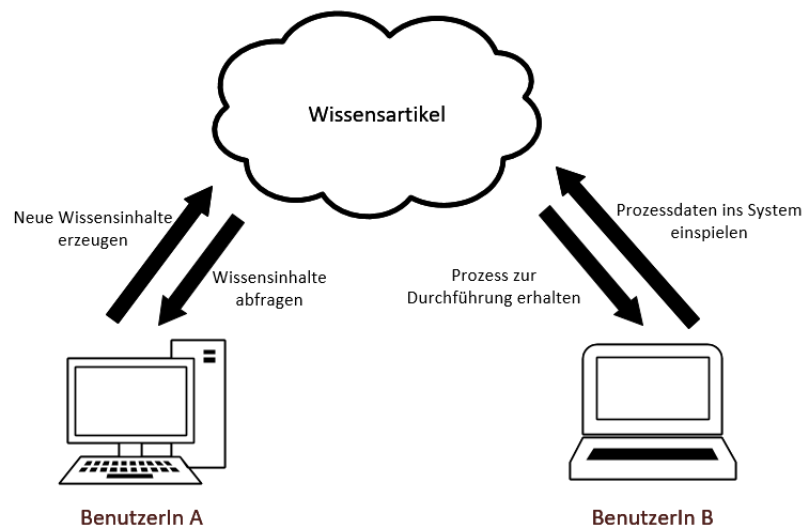 Wissensartikel
Neue Wissensinhalte
erzeugen
Wissensinhalte
abfragen
Prozess zur
Durchführung erhalten
Prozessdaten ins System
einspielen
BenutzerIn A
BenutzerIn B